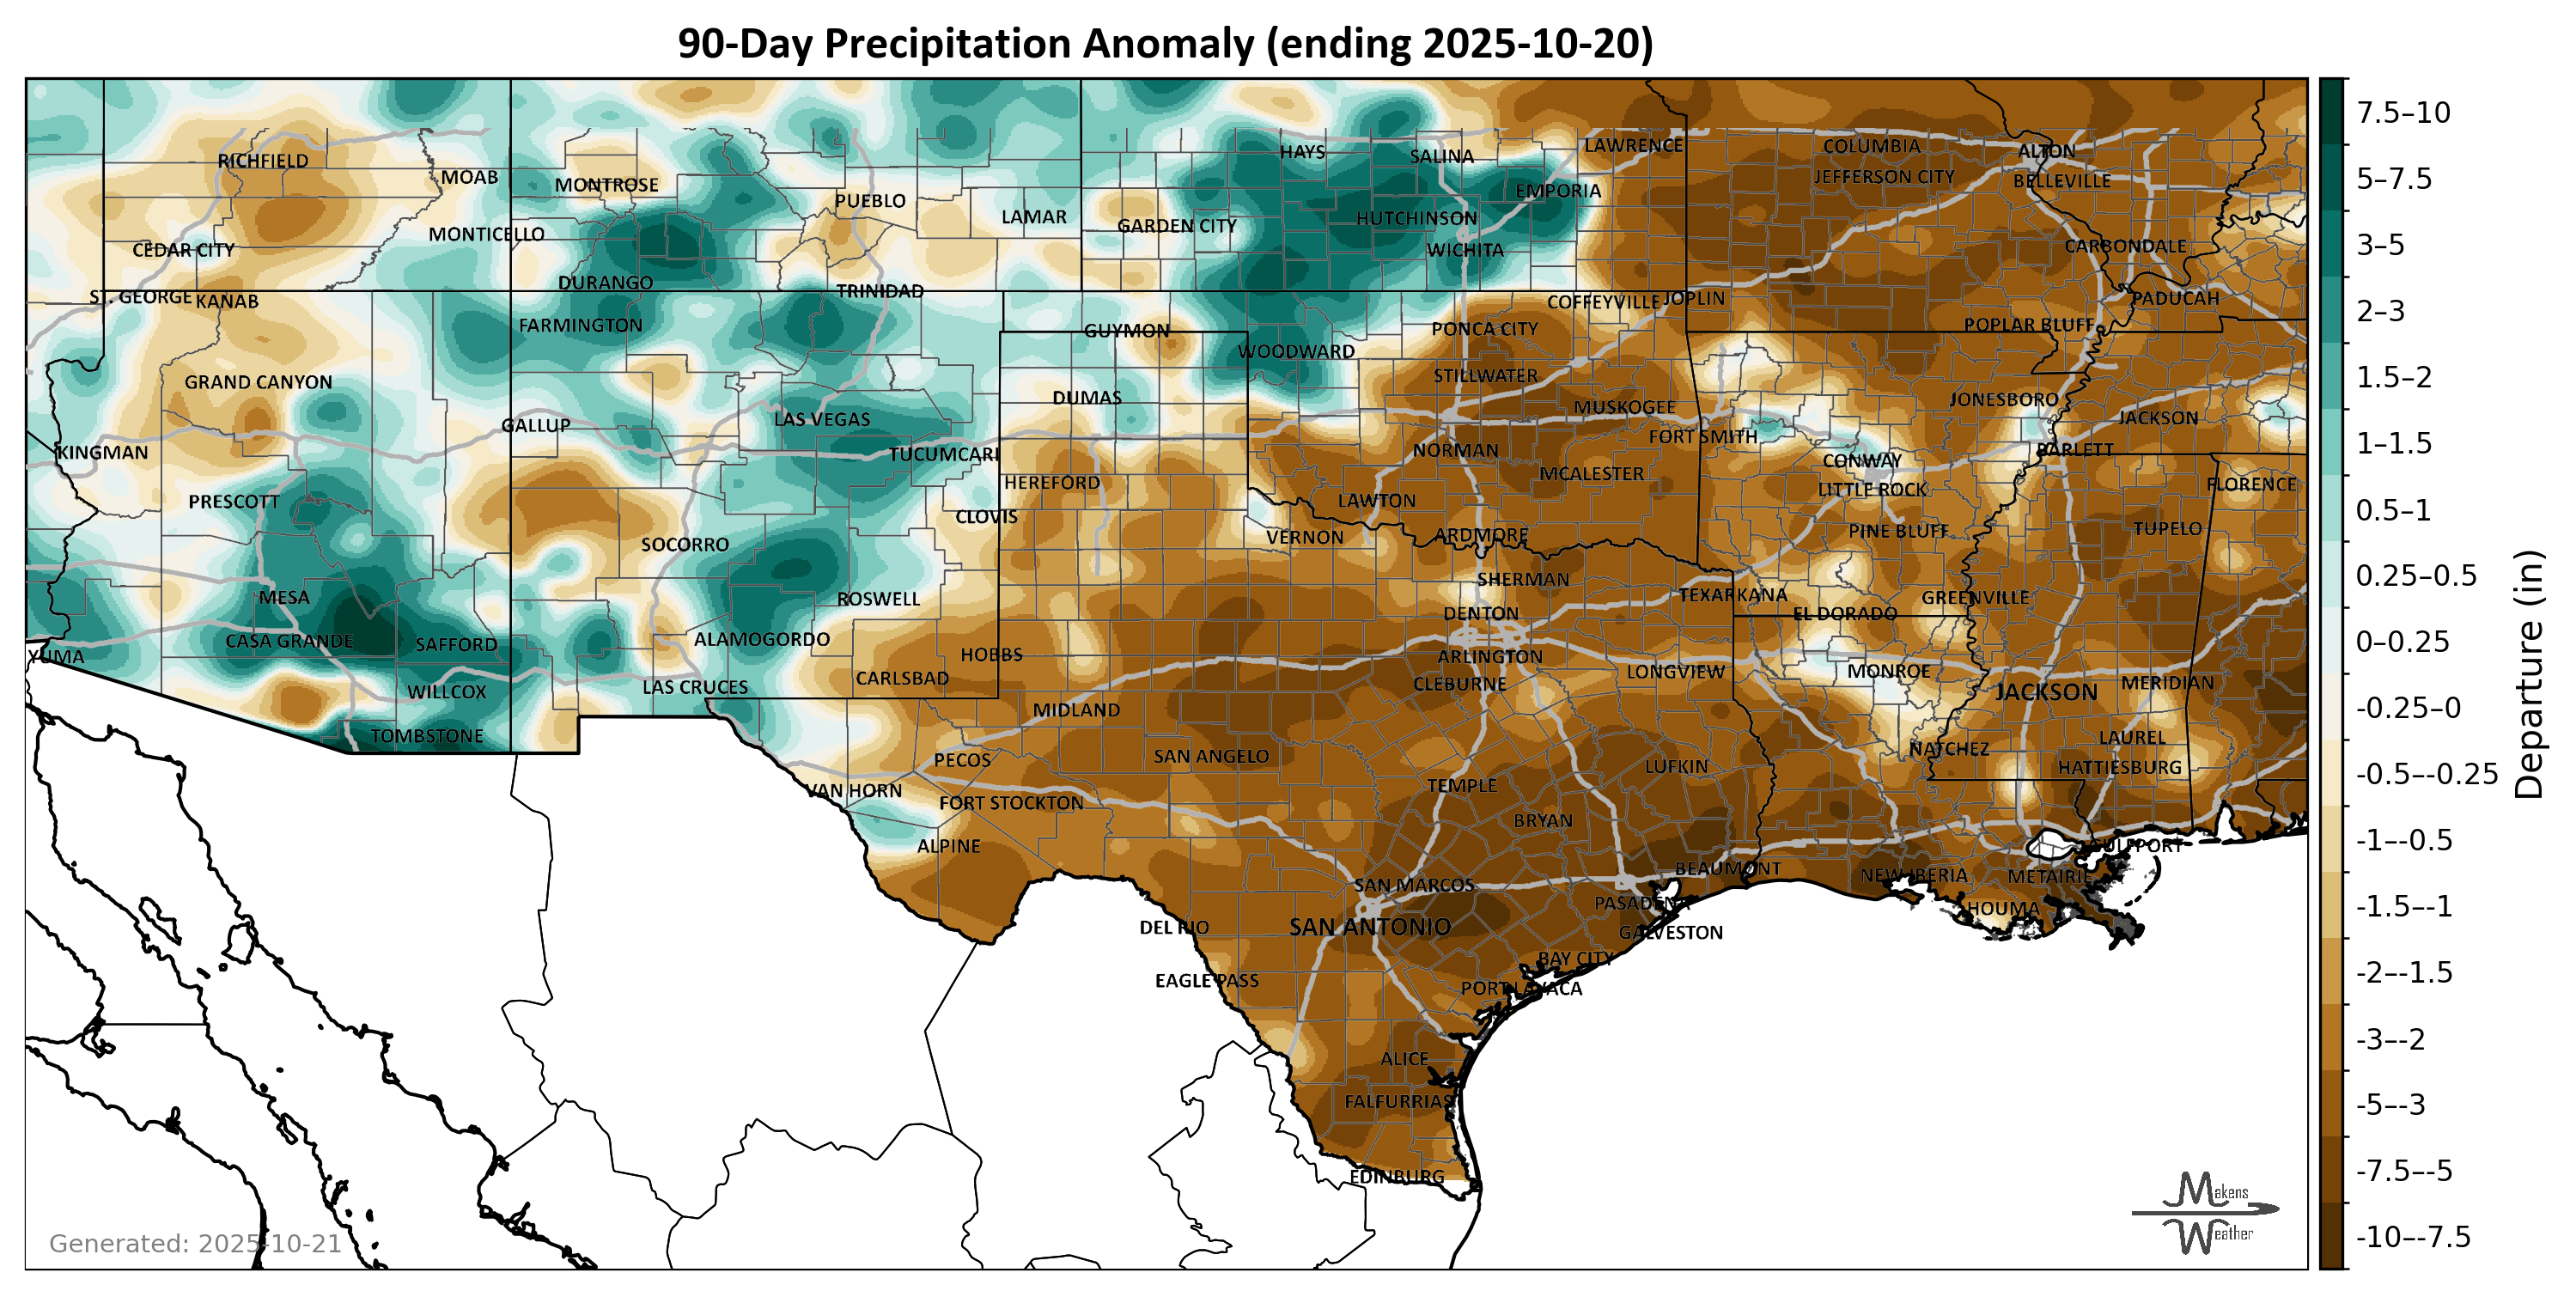 90-Day Precipitation Anomaly (ending 2025-10-20)
HAYS
SALINA
LAWRENCE
COLUMBIA
ALTON
RICHFIELD
MOAB
MONTROSE
EMPORIA
JEFFERSON CITY
BELLEVILLE
PUEBLO
LAMAR
GARDEN CITY
HUTCHINSON
MONTICELLO
CEDAR CITY
WICHITA
CARBONDALE
DURANGO
TRINIDAD
ST. GEORGE
KANAB
COFFEYVILLE
JOPLIN
PADUCAH
FARMINGTON
GUYMON
PONCA CITY
POPLAR BLUFF
WOODWARD
GRAND CANYON
STILLWATER
DUMAS
MUSKOGEE
JONESBORO
JACKSON
GALLUP
LAS VEGAS
FORT SMITH
KINGMAN
TUCUMCARI
NORMAN
BARLETT
CONWAY
HEREFORD
MCALESTER
LITTLE ROCK
FLORENCE
PRESCOTT
LAWTON
CLOVIS
PINE BLUFF
TUPELO
SOCORRO
VERNON
ARDMORE
SHERMAN
MESA
ROSWELL
TEXARKANA
GREENVILLE
DENTON
EL DORADO
CASA GRANDE
SAFFORD
ALAMOGORDO
YUMA
HOBBS
ARLINGTON
LONGVIEW
MONROE
CARLSBAD
CLEBURNE
MERIDIAN
WILLCOX
LAS CRUCES
JACKSON
MIDLAND
TOMBSTONE
LAUREL
NATCHEZ
PECOS
SAN ANGELO
LUFKIN
HATTIESBURG
VAN HORN
FORT STOCKTON
TEMPLE
BRYAN
ALPINE
GULFPORT
BEAUMONT
SAN MARCOS
NEW IBERIA
METAIRIE
PASADENA
HOUMA
DEL RIO
SAN ANTONIO
GALVESTON
BAY CITY
EAGLE PASS
PORT LAVACA
ALICE
FALFURRIAS
EDINBURG
Generated: 2025-10-21
Makens
Weather
7.5–10
5–7.5
3–5
2–3
1.5–2
1–1.5
0.5–1
0.25–0.5
0–0.25
-0.25–0
-0.5–-0.25
-1–-0.5
-1.5–-1
-2–-1.5
-3–-2
-5–-3
-7.5–-5
-10–-7.5
Departure (in)